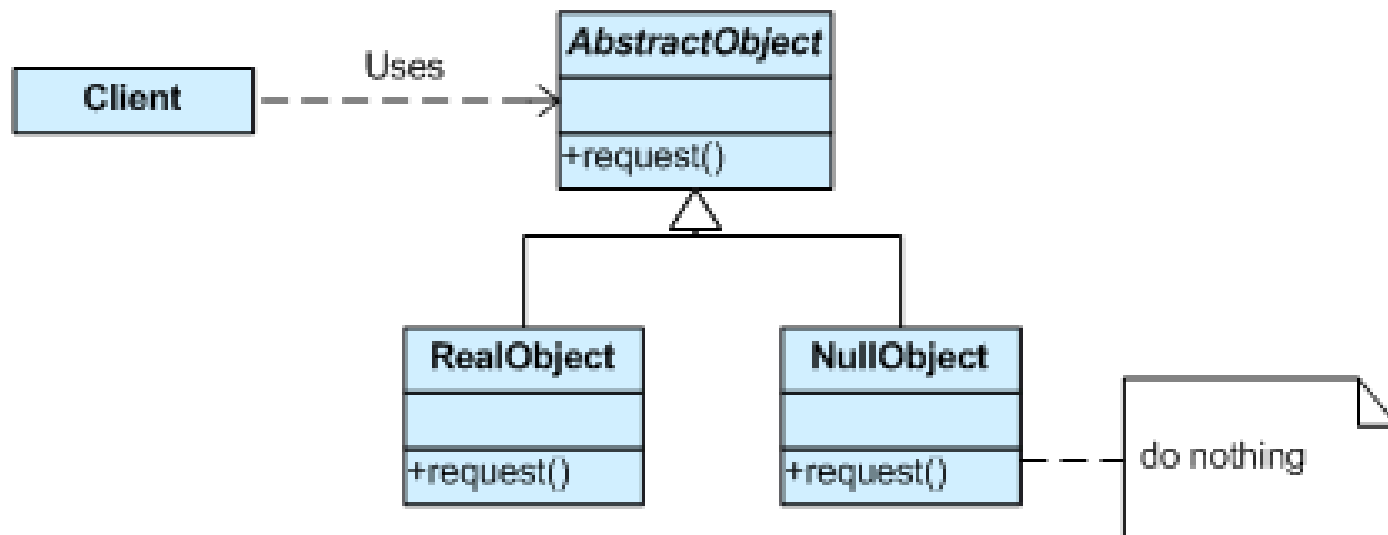 AbstractObject
Uses
Client
+request()
RealObject
NullObject
+request()
+request()
do nothing